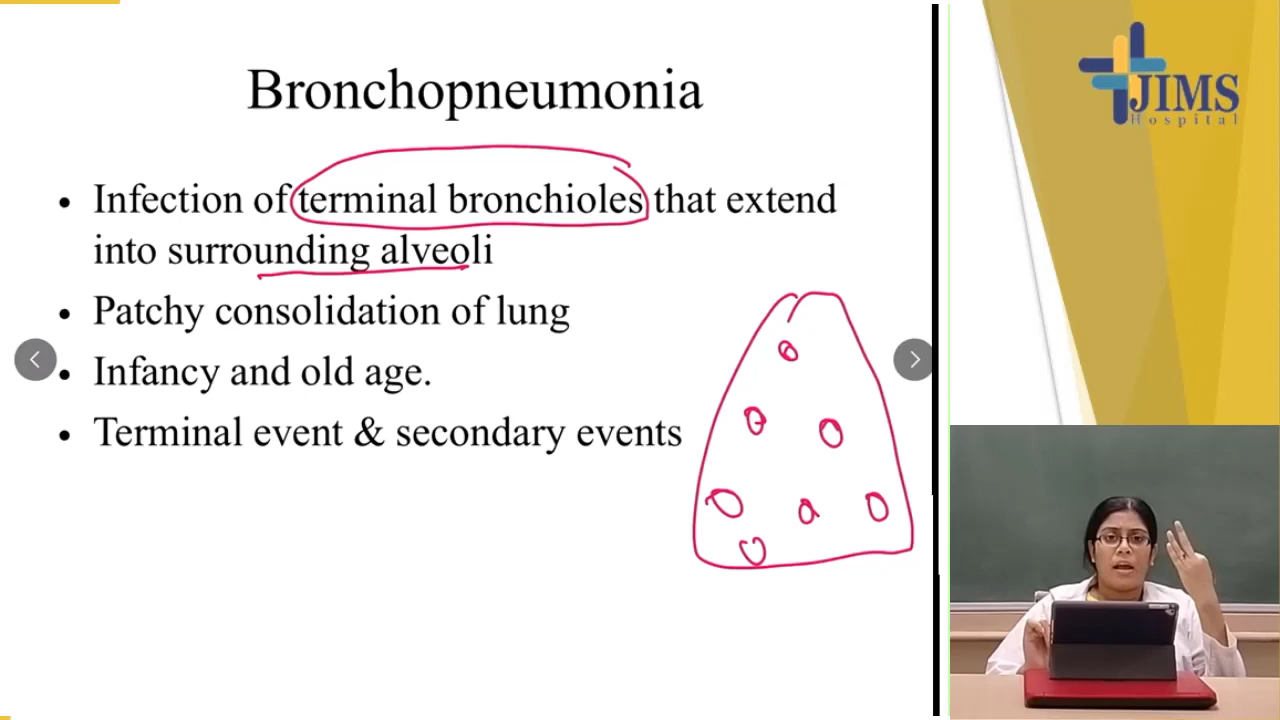 Bronchopneumonia
• Infection of terminal bronchioles that extend
into surrounding alveoli
• Patchy consolidation of lung
• Infancy and old age.
• Terminal event & secondary events
JIMS
Hospital